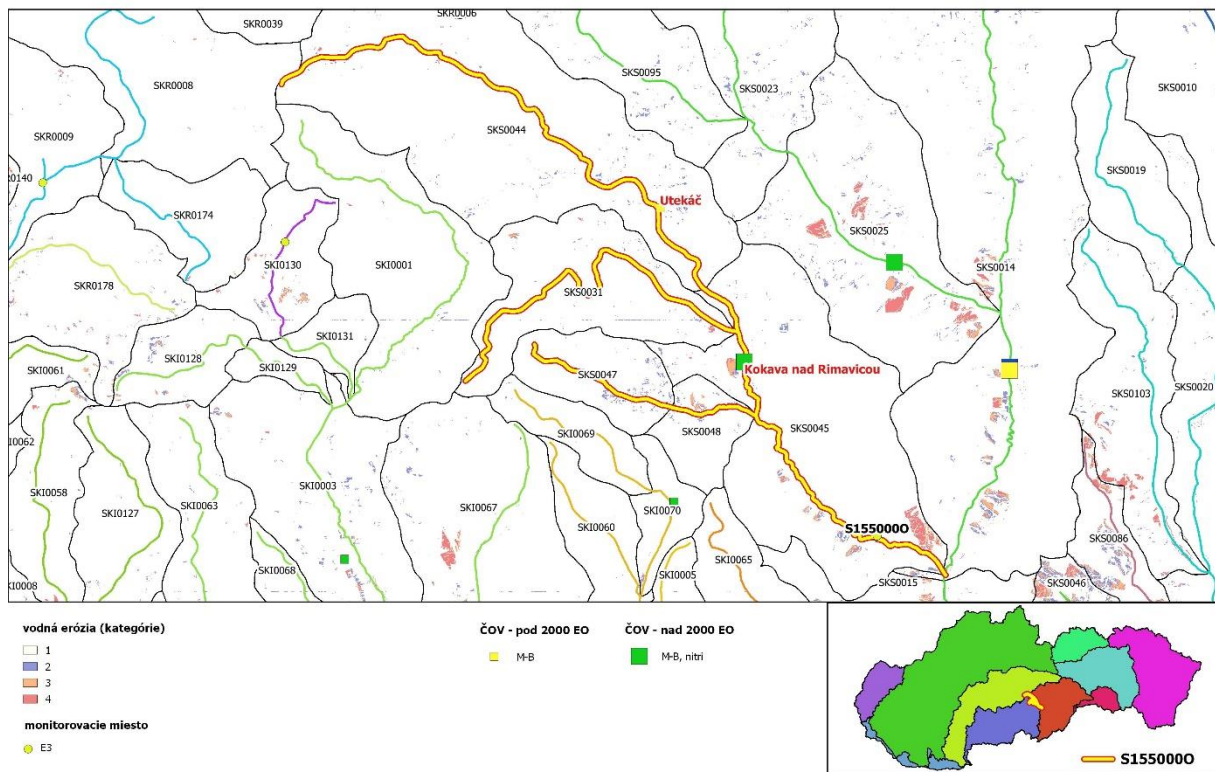 SKR0039
SKR0006
SKR0008
SKS0095
SKS0023
SKS0010
SKR0009
SKS0044
0140
SKS0019
Utekáč
SKR0174
SKS0025
SKI0130
SKI0001
SKS0014
SKR0178
SKS0031
SKI0131
SKI0128
SKI0129
SKI0061
Kokava nad Rimavicou
SKS0047
SKS0103
SKS0020
SKI0069
SKS0048
SKS0045
I0062
SKI0058
SKI0127
SKI0063
SKI0003
SKI0067
SKI0060
SKI0070
S155000O
SKS0086
SKI0068
SKI0005
SKI0065
SKI0008
SKS0015
SKS0046
vodná erózia (kategórie)
1
2
3
4
monitorovacie miesto
E3
ČOV - pod 2000 EO
M-B
ČOV - nad 2000 EO
M-B, nitri
S155000O